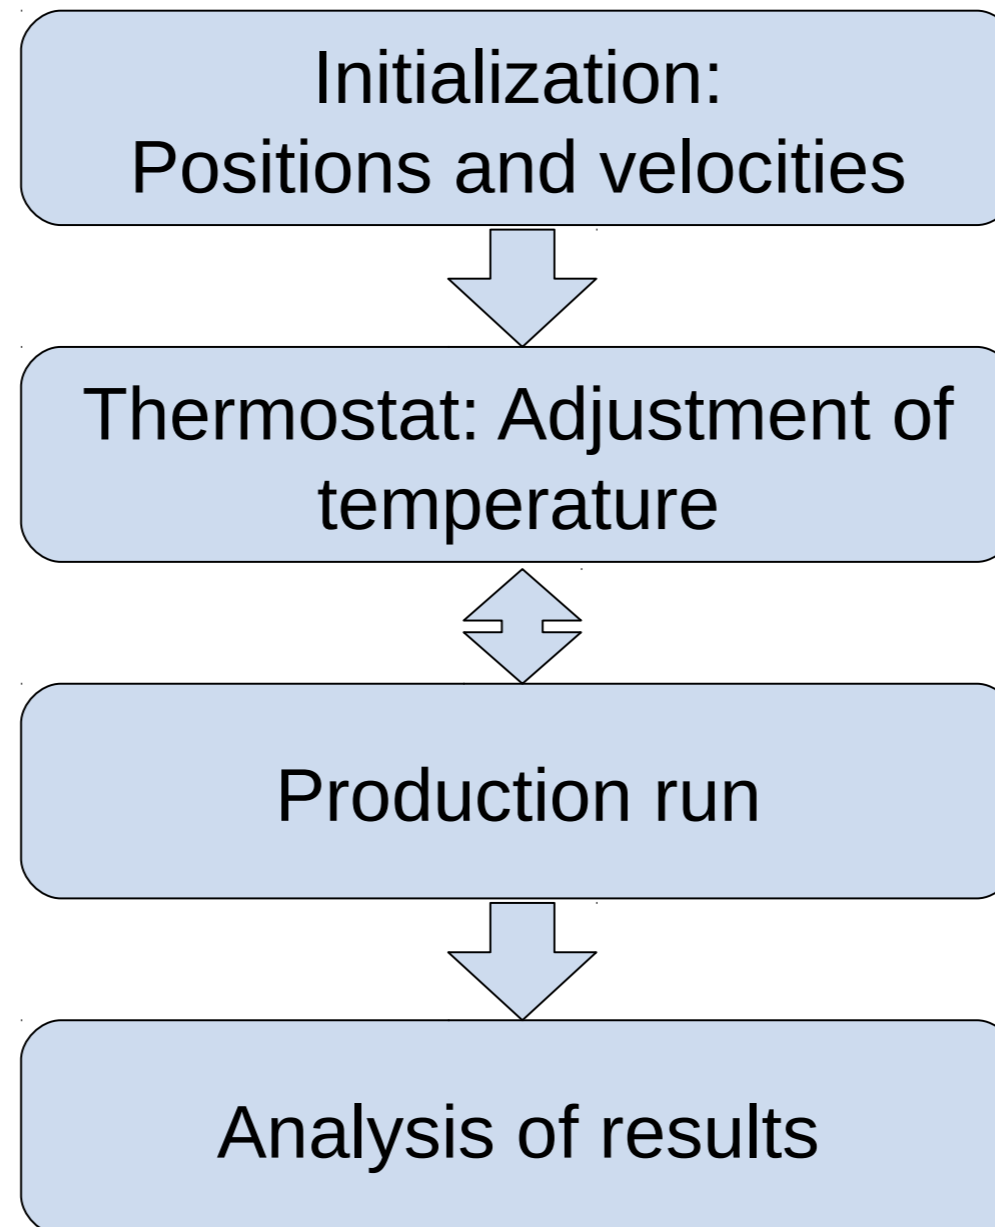 Initialization:
Positions and velocities
Thermostat: Adjustment of
temperature
Production run
Analysis of results